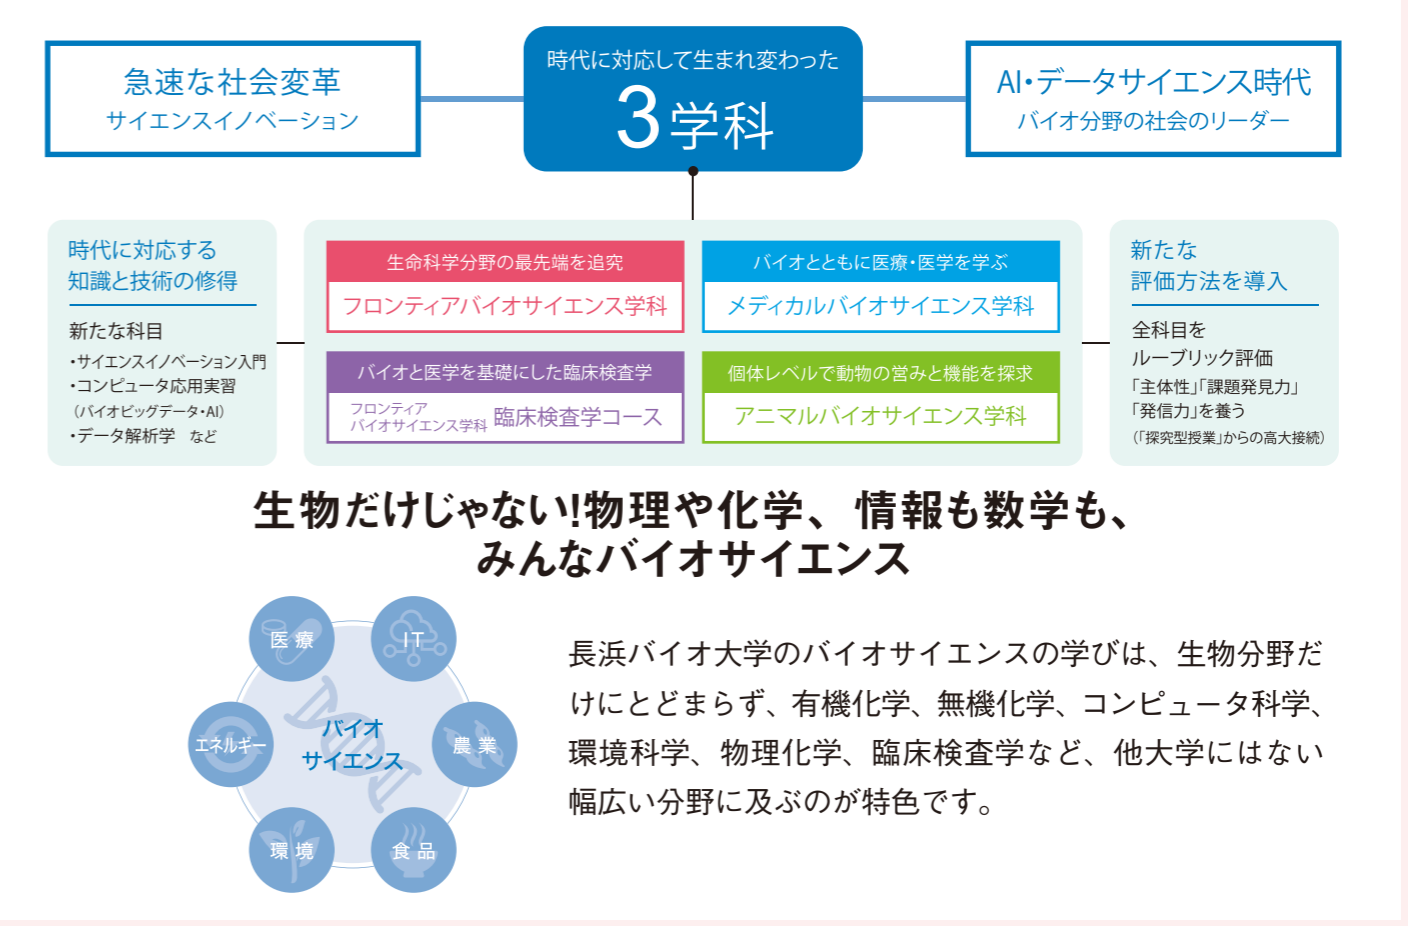 急速な社会変革
サイエンスイノベーション
時代に対応して生まれ変わった
3学科
AI・データサイエンス時代
バイオ分野の社会のリーダー
時代に対応する
知識と技術の修得
新たな科目
・サイエンスイノベーション入門
・コンピュータ応用実習
（バイオビッグデータ・AI）
・データ解析学 など
生命科学分野の最先端を追究
フロンティアバイオサイエンス学科
バイオとともに医療・医学を学ぶ
メディカルバイオサイエンス学科
バイオと医学を基礎にした臨床検査学
フロンティア
バイオサイエンス学科 臨床検査学コース
個体レベルで動物の営みと機能を探求
アニマルバイオサイエンス学科
新たな
評価方法を導入
全科目を
ルーブリック評価
「主体性」「課題発見力」
「発信力」を養う
（「探究型授業」からの高大接続）
生物だけじゃない!物理や化学、情報も数学も、
みんなバイオサイエンス
医療
IT
エネルギー
バイオ
サイエンス
農業
環境
食品
長浜バイオ大学のバイオサイエンスの学びは、生物分野だ
けにとどまらず、有機化学、無機化学、コンピュータ科学、
環境科学、物理化学、臨床検査学など、他大学にはない
幅広い分野に及ぶのが特色です。